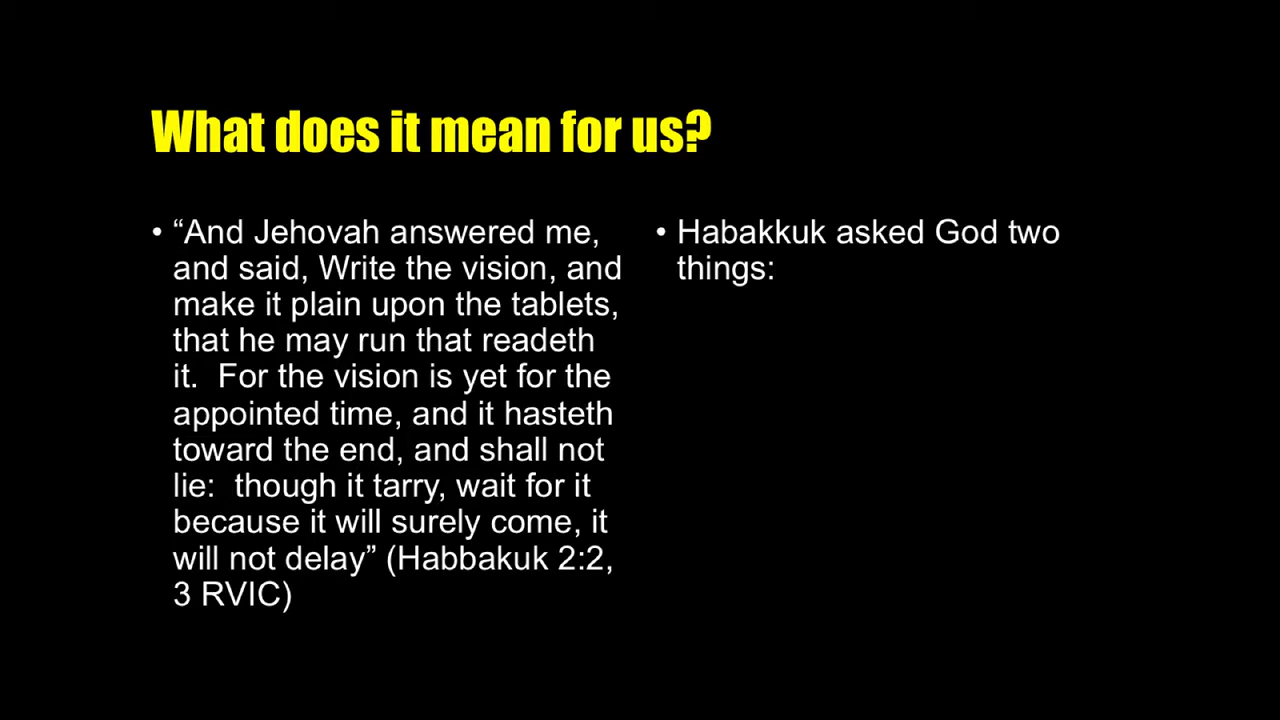 What does it mean for us?
• “And Jehovah answered me,
and said, Write the vision, and
make it plain upon the tablets,
that he may run that readeth
it.  For the vision is yet for the
appointed time, and it hasteth
toward the end, and shall not
lie:  though it tarry, wait for it
because it will surely come, it
will not delay” (Habbakuk 2:2,
3 RVIC)
• Habakkuk asked God two
things: